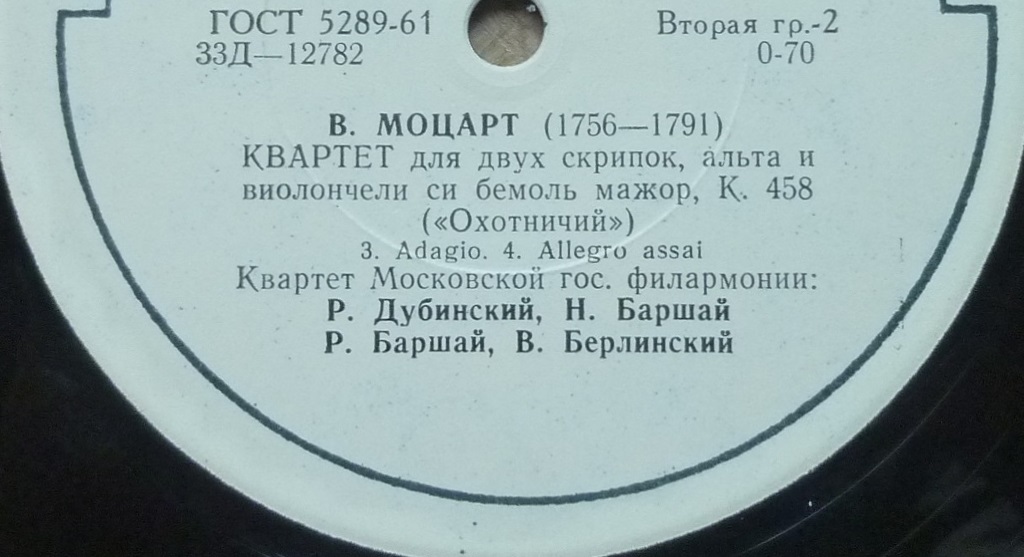 ГОСТ 5289-61 Вторая гр.-2
33Д—12782 0-70
В. МОЦАРТ (1756—1791)
КВАРТЕТ для двух скрипок, альта и
виолончели си бемоль мажор, К. 458
(«Охотничий»)
3. Adagio. 4. Allegro assai
Квартет Московской гос. филармонии:
Р. Дубинский, Н. Баршай
Р. Баршай, В. Берлинский